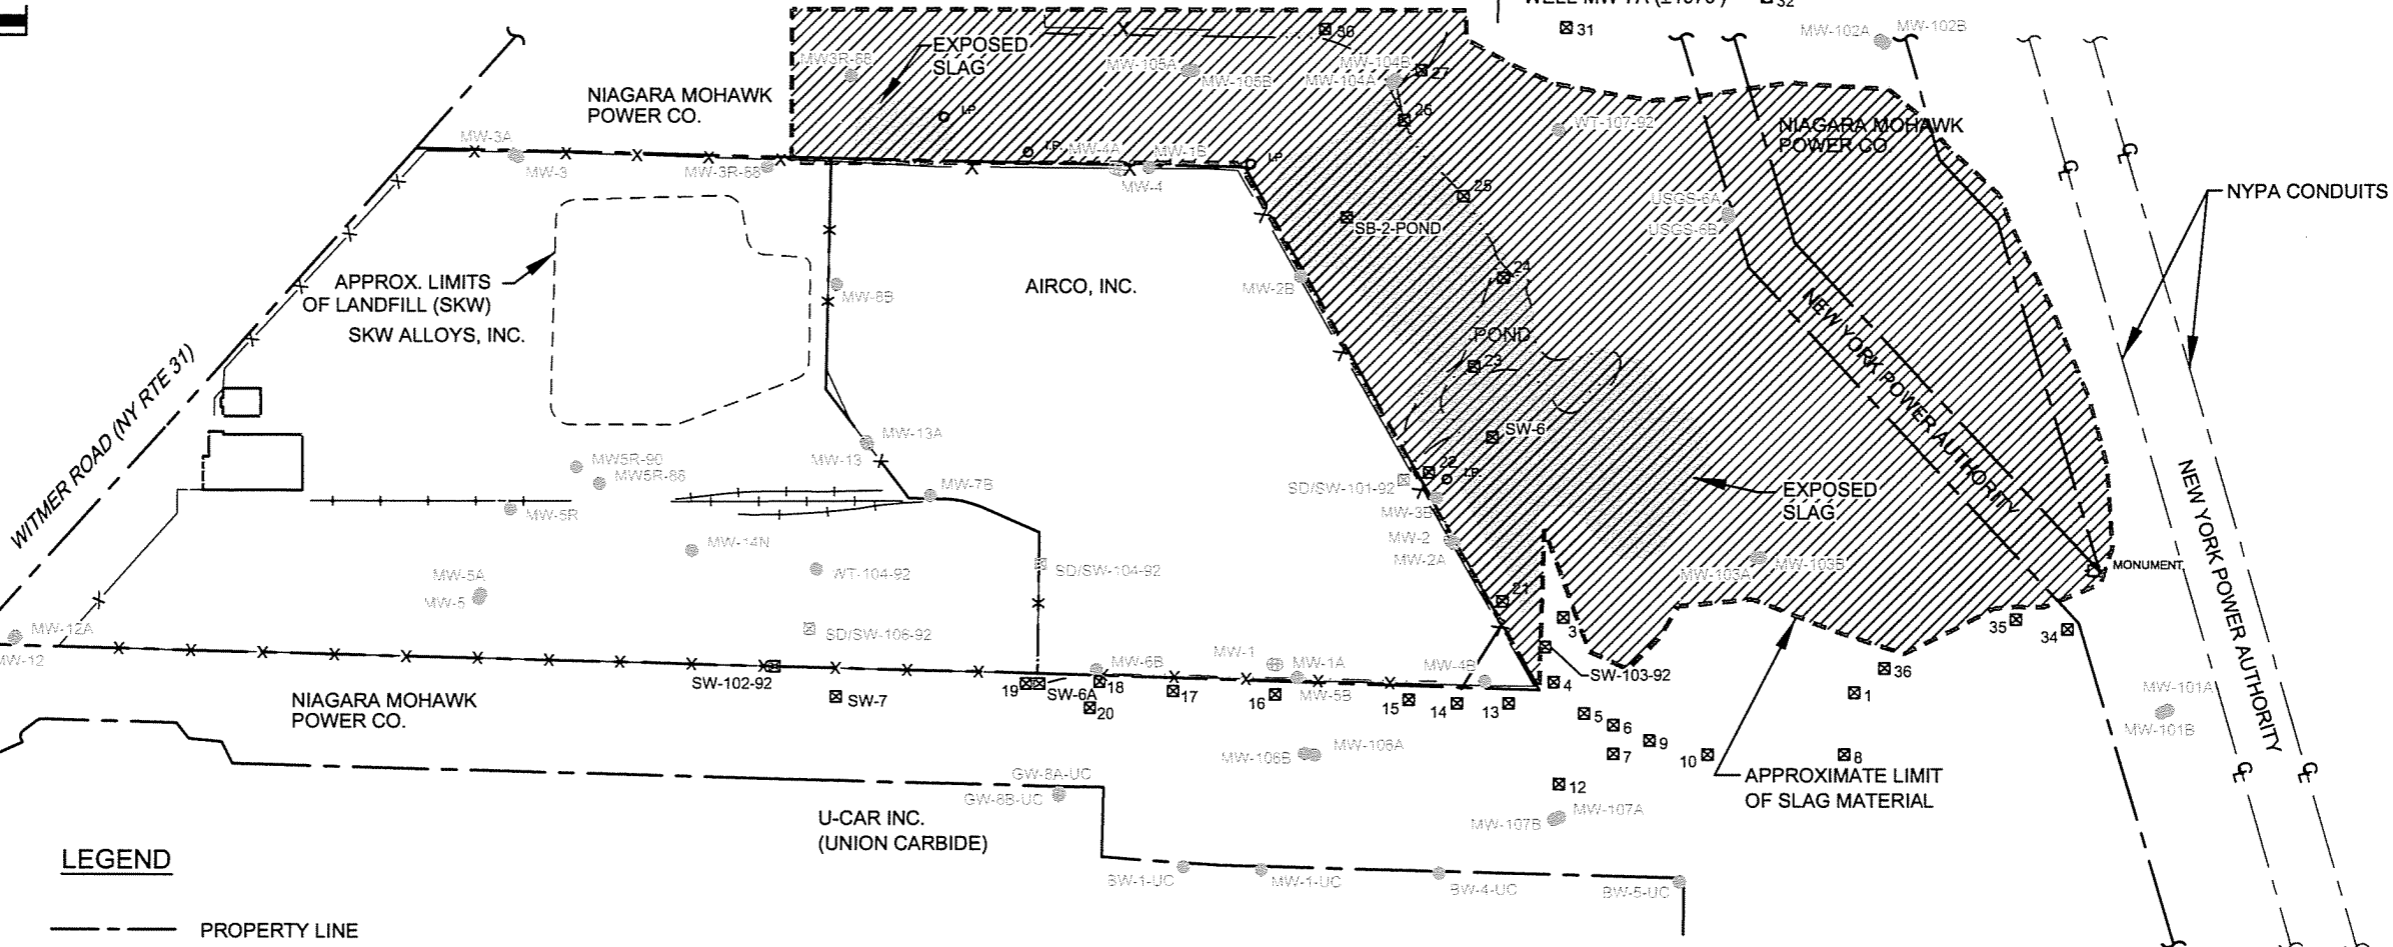 WELL MW-7A (±1970')
32
31
MW-102A
MW-102B
EXPOSED
SLAG
36
MW3R-88
MW-105A
MW-105B
MW-104B
MW-104A
27
NIAGARA MOHAWK
POWER CO.
I.P.
26
WT-107-92
NIAGARA MOHAWK
POWER CO.
MW-3A
MW-3
MW-3R-88
I.P.
MW-4A
MW-1B
MW-4
I.P.
25
USGS-6A
USGS-6B
NYPA CONDUITS
SB-2-POND
24
APPROX. LIMITS
OF LANDFILL (SKW)
SKW ALLOYS, INC.
MW-8B
AIRCO, INC.
MW-2B
POND
23
NEW YORK POWER AUTHORITY
WITMER ROAD (NY RTE 31)
MW-13A
MW-13
SW-6
MW5R-90
MW5R-88
MW-7B
22
I.P.
SD/SW-101-92
MW-3B
EXPOSED
SLAG
MW-5R
MW-2
MW-2A
MW-14N
WT-104-92
SD/SW-104-92
MW-103A
MW-103B
MONUMENT
NEW YORK POWER AUTHORITY
MW-5A
MW-5
21
3
MW-12A
MW-12
SD/SW-106-92
35
34
SW-102-92
SW-7
19
SW-6A
MW-6B
18
20
17
MW-1
MW-1A
MW-5B
16
MW-4B
15
14
13
SW-103-92
4
5
6
7
9
10
12
36
1
8
MW-101A
MW-101B
NIAGARA MOHAWK
POWER CO.
MW-106B
MW-106A
GW-8A-UC
GW-8B-UC
APPROXIMATE LIMIT
OF SLAG MATERIAL
MW-107A
MW-107B
U-CAR INC.
(UNION CARBIDE)
BW-1-UC
MW-1-UC
BW-4-UC
BW-5-UC
LEGEND
PROPERTY LINE